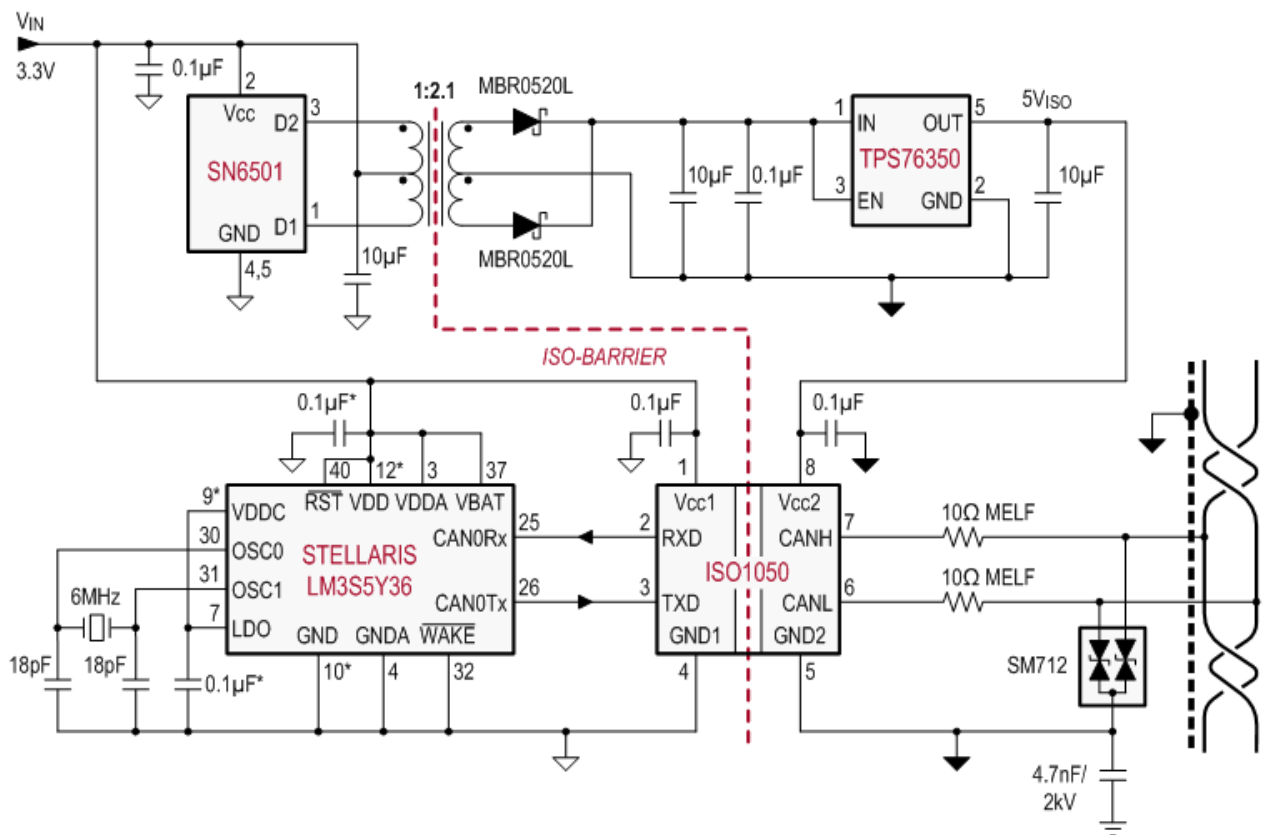 VIN
3.3V
0.1µF
2
Vcc
3
D2
SN6501
D1
1
GND
4,5
10µF
1:2.1
MBR0520L
MBR0520L
10µF
0.1µF
1
IN
OUT
5
TPS76350
3
EN
GND
2
5VISO
10µF
ISO-BARRIER
0.1µF*
0.1µF
0.1µF
40
12*
3
37
1
8
9*
VDDC
RST
VDD
VDDA
VBAT
30
OSC0
CAN0Rx
25
31
OSC1
STELLARIS
LM3S5Y36
CAN0Tx
26
6MHz
7
LDO
GND
GNDA
WAKE
18pF
18pF
0.1µF*
10*
4
32
Vcc1
Vcc2
2
RXD
CANH
7
ISO1050
3
TXD
CANL
6
GND1
GND2
4
5
10Ω MELF
10Ω MELF
SM712
4.7nF/
2kV